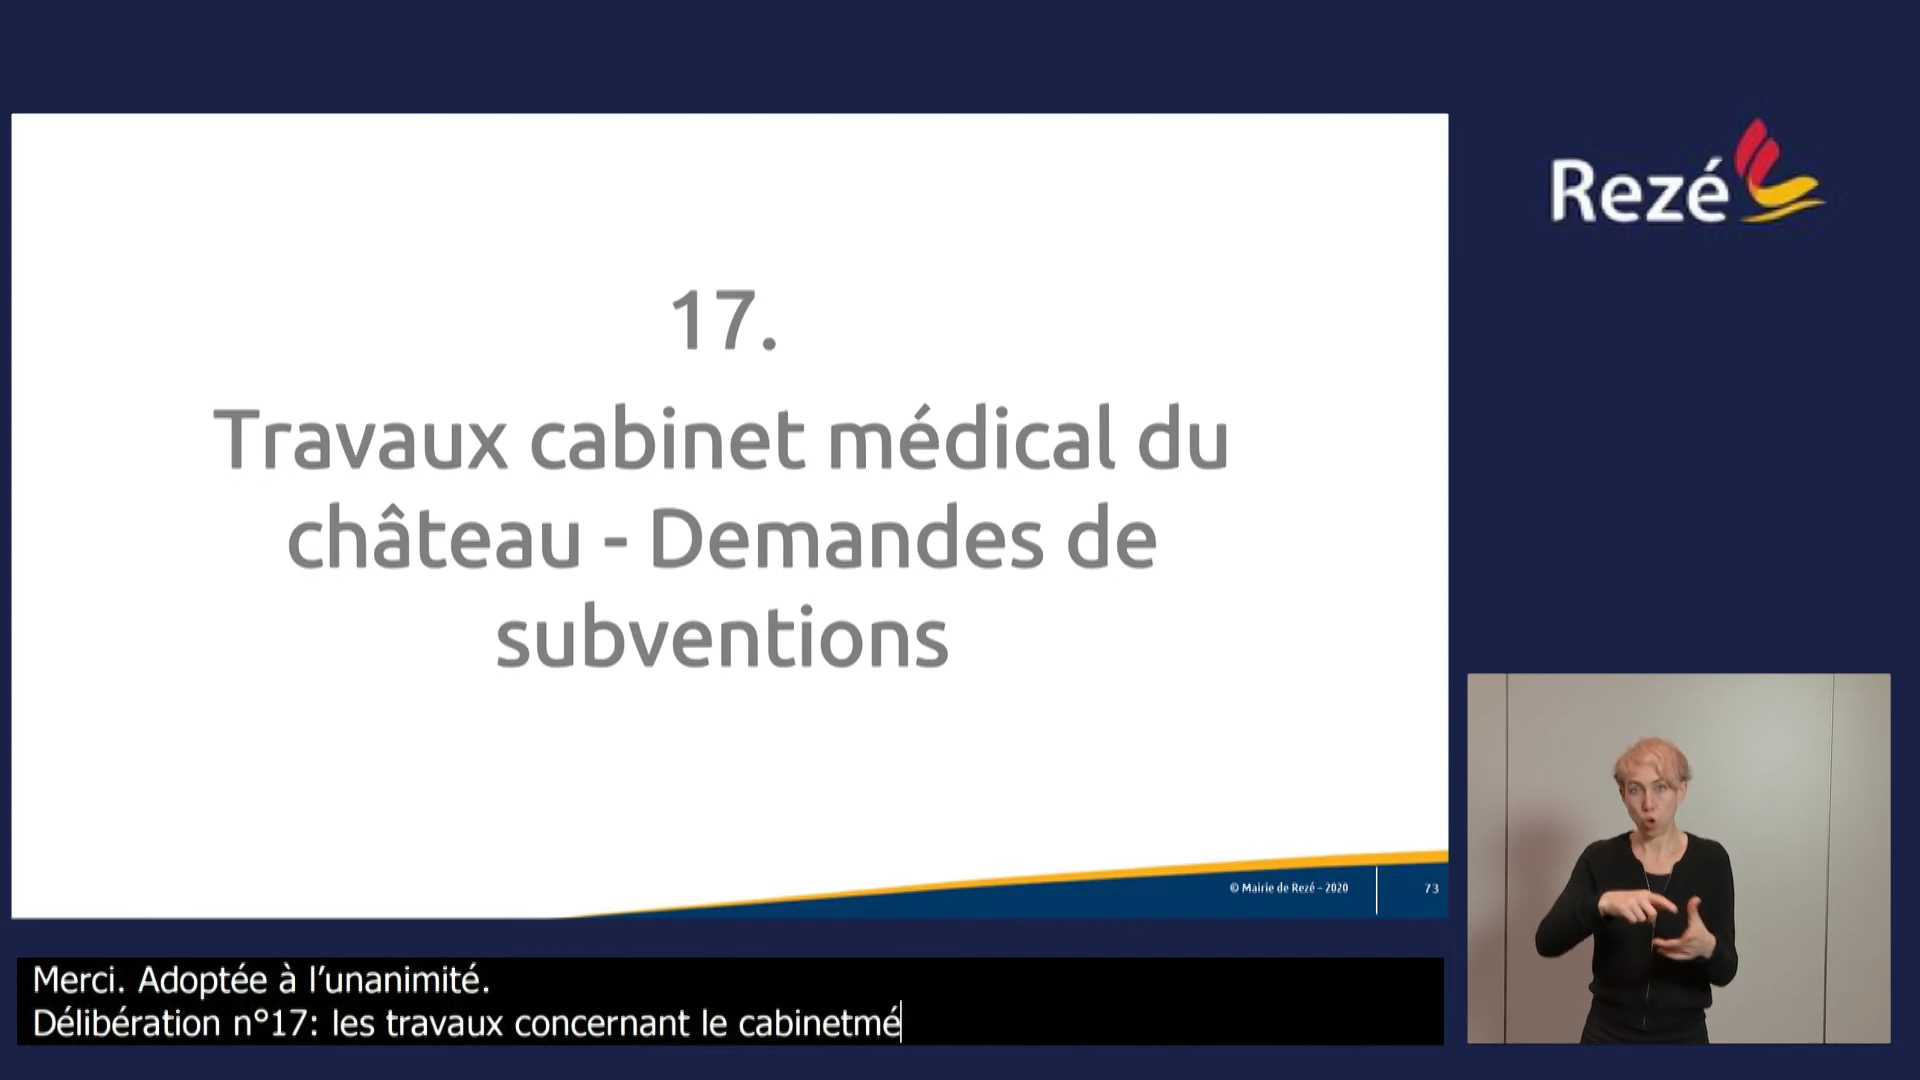 Rezé
17.
Travaux cabinet médical du
château - Demandes de
subventions
© Mairie de Rezé – 2020
73
Merci. Adoptée à l’unanimité.
Délibération n°17: les travaux concernant le cabinetmé